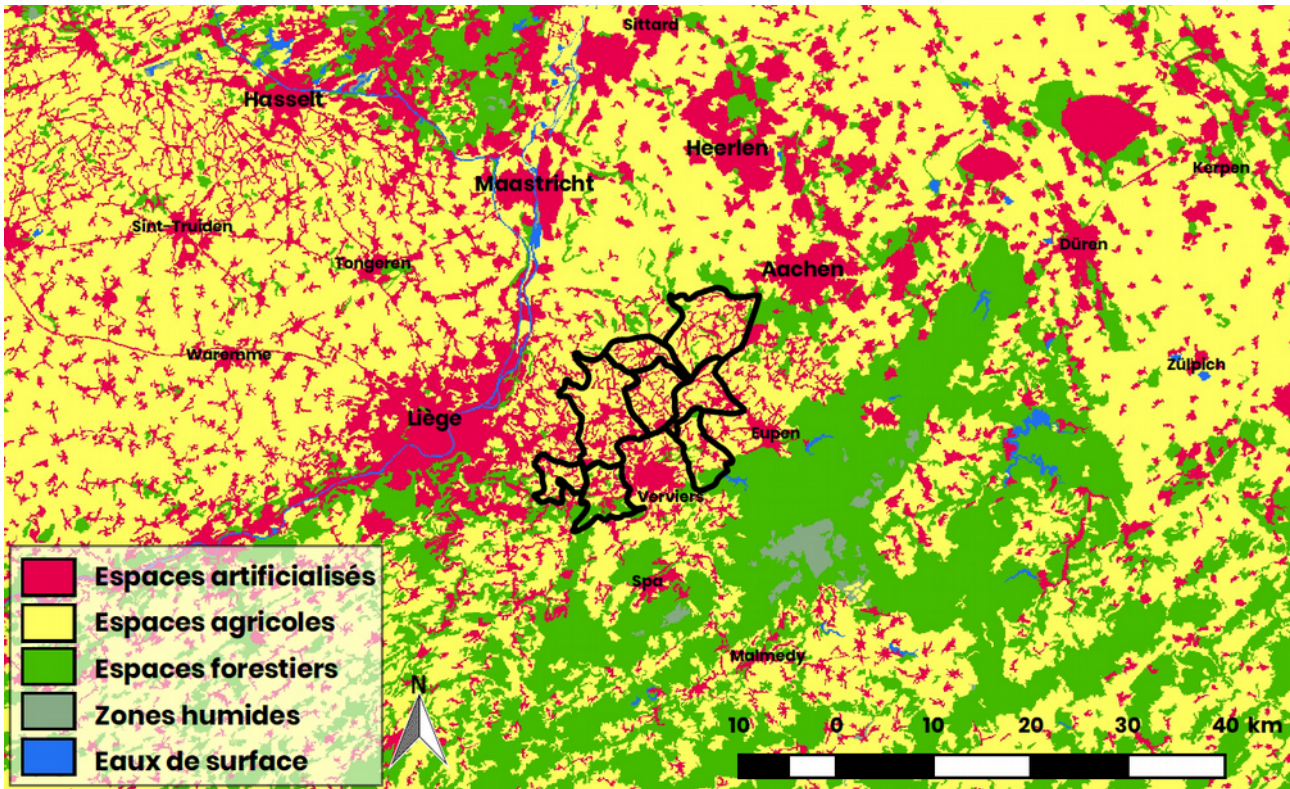 Sittard
Hasselt
Heerlen
Kerpen
Maastricht
Sint-Truiden
Düren
Tongeren
Aachen
Waremme
Zülpich
Liège
Eupen
Verviers
Espaces artificialisés
Spa
Espaces agricoles
Malmedy
Espaces forestiers
N
Zones humides
10 0 10 20 30 40 km
Eaux de surface